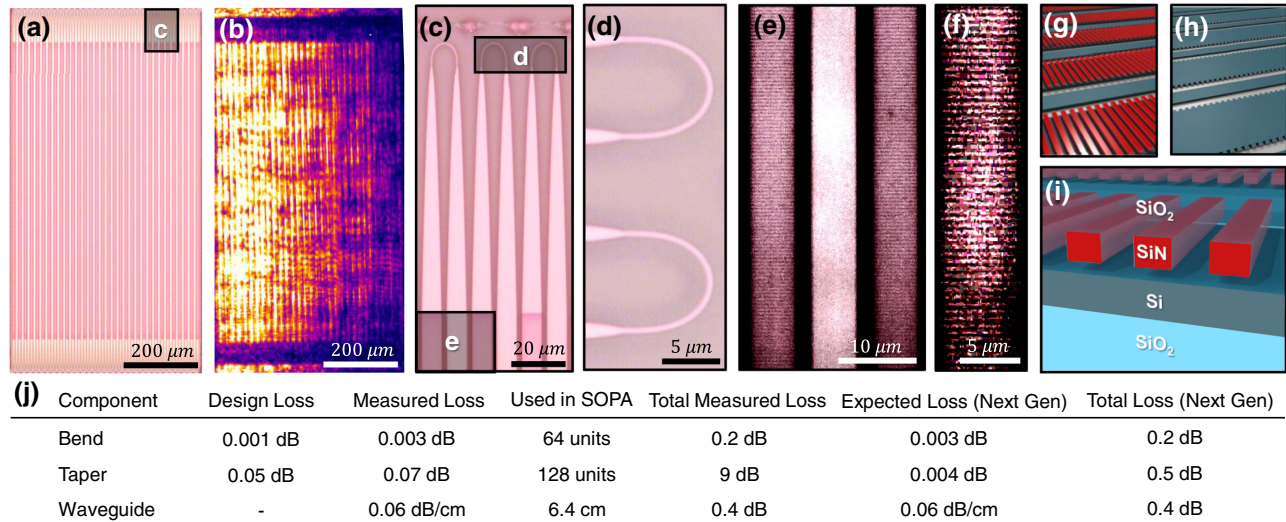 (a)
c
200 μm
(b)
200 μm
(c)
d
e
20 μm
(d)
5 μm
(e)
10 μm
(f)
5 μm
(g)
(h)
(i)
SiO₂
SiN
Si
SiO₂
(j)
Component Design Loss Measured Loss Used in SOPA Total Measured Loss Expected Loss (Next Gen) Total Loss (Next Gen)
Bend 0.001 dB 0.003 dB 64 units 0.2 dB 0.003 dB 0.2 dB
Taper 0.05 dB 0.07 dB 128 units 9 dB 0.004 dB 0.5 dB
Waveguide - 0.06 dB/cm 6.4 cm 0.4 dB 0.06 dB/cm 0.4 dB